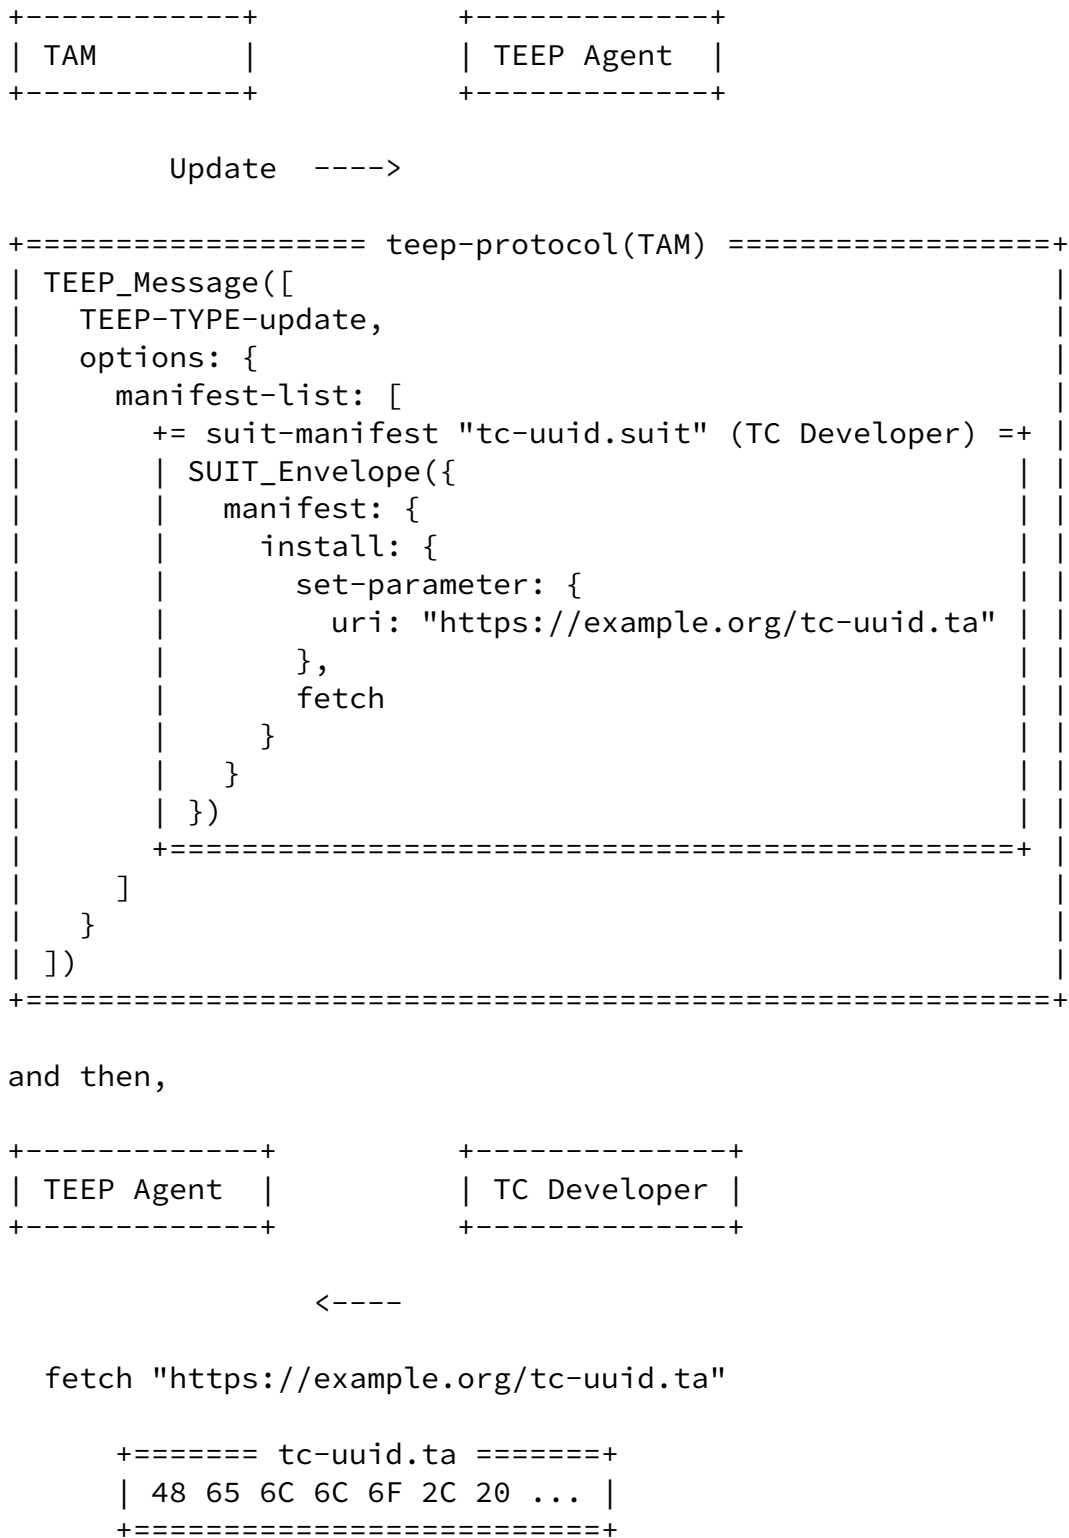 +------------+           +-------------+
| TAM        |           | TEEP Agent  |
+------------+           +-------------+

         Update  ---->

+=================== teep-protocol(TAM) ==================+
| TEEP_Message([                                          |
|   TEEP-TYPE-update,                                     |
|   options: {                                            |
|     manifest-list: [                                    |
|       += suit-manifest "tc-uuid.suit" (TC Developer) =+ |
|       | SUIT_Envelope({                               | |
|       |   manifest: {                                 | |
|       |     install: {                                | |
|       |       set-parameter: {                        | |
|       |         uri: "https://example.org/tc-uuid.ta" | |
|       |       },                                      | |
|       |       fetch                                   | |
|       |     }                                         | |
|       |   }                                           | |
|       | })                                            | |
|       +===============================================+ |
|     ]                                                   |
|   }                                                     |
| ])                                                      |
+=========================================================+

and then,

+-------------+          +--------------+
| TEEP Agent  |          | TC Developer |
+-------------+          +--------------+

                 <----

  fetch "https://example.org/tc-uuid.ta"

      +======= tc-uuid.ta =======+
      | 48 65 6C 6C 6F 2C 20 ... |
      +==========================+